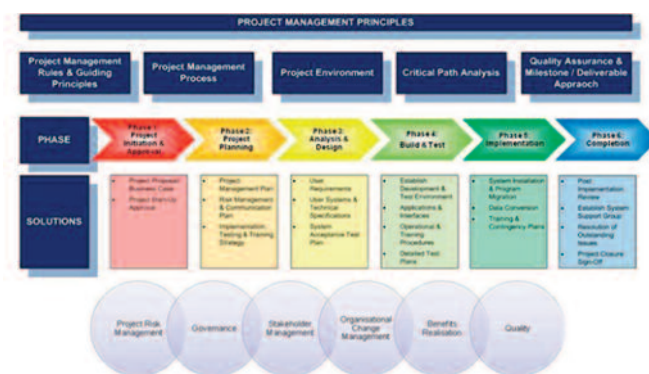 PROJECT MANAGEMENT PRINCIPLES
Project Management
Rules & Guiding
Principles
Project Management
Process
Project Environment
Critical Path Analysis
Quality Assurance &
Milestone / Deliverable
Appraoch
PHASE
Phase 1:
Project
Initiation &
Approval
Phase 2:
Project
Planning
Phase 3:
Analysis &
Design
Phase 4:
Build & Test
Phase 5:
Implementation
Phase 6:
Completion
SOLUTIONS
Project Proposal
Business Case
Project Start-Up
Approval
Project
Management Plan
Risk Management
& Communication
Plan
Implementation,
Testing & Training
Strategy
User
Requirements
User Systems &
Technical
Specifications
System
Acceptance Test
Plan
Establish
Development &
Test Environment
Applications &
Interfaces
Operational &
Training
Procedures
Detailed Test
Plans
System Installation
& Program
Migration
Data Conversion
Training &
Contingency Plans
Post
Implementation
Review
Establish System
Support Group
Resolution of
Outstanding
Issues
Project Closure
Sign-Off
Project Risk
Management
Governance
Stakeholder
Management
Organisational
Change
Management
Benefits
Realisation
Quality